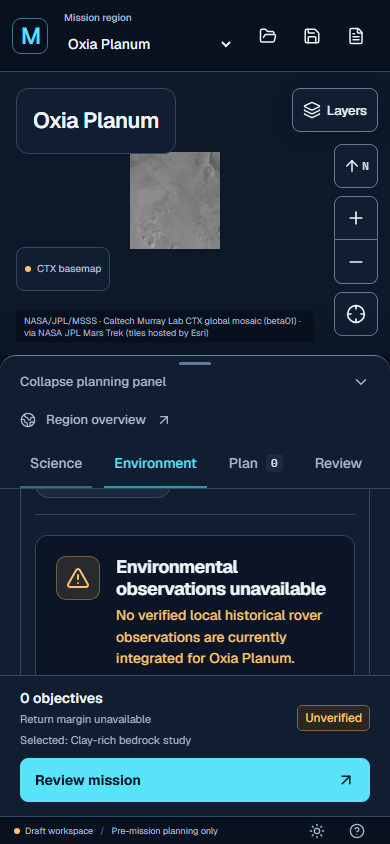 M
Mission region
Oxia Planum
Oxia Planum
Layers
N
CTX basemap
NASA/JPL/MSSS · Caltech Murray Lab CTX global mosaic (beta01) ·
via NASA JPL Mars Trek (tiles hosted by Esri)
Collapse planning panel
Region overview
Science
Environment
Plan 0
Review
Environmental
observations unavailable
No verified local historical rover
observations are currently
integrated for Oxia Planum.
0 objectives
Return margin unavailable
Selected: Clay-rich bedrock study
Unverified
Review mission
Draft workspace / Pre-mission planning only